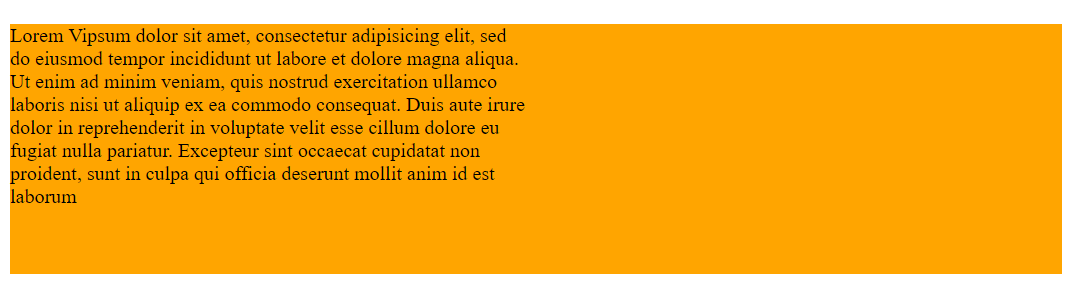 Lorem Vipsum dolor sit amet, consectetur adipisicing elit, sed
do eiusmod tempor incididunt ut labore et dolore magna aliqua.
Ut enim ad minim veniam, quis nostrud exercitation ullamco
laboris nisi ut aliquip ex ea commodo consequat. Duis aute irure
dolor in reprehenderit in voluptate velit esse cillum dolore eu
fugiat nulla pariatur. Excepteur sint occaecat cupidatat non
proident, sunt in culpa qui officia deserunt mollit anim id est
laborum